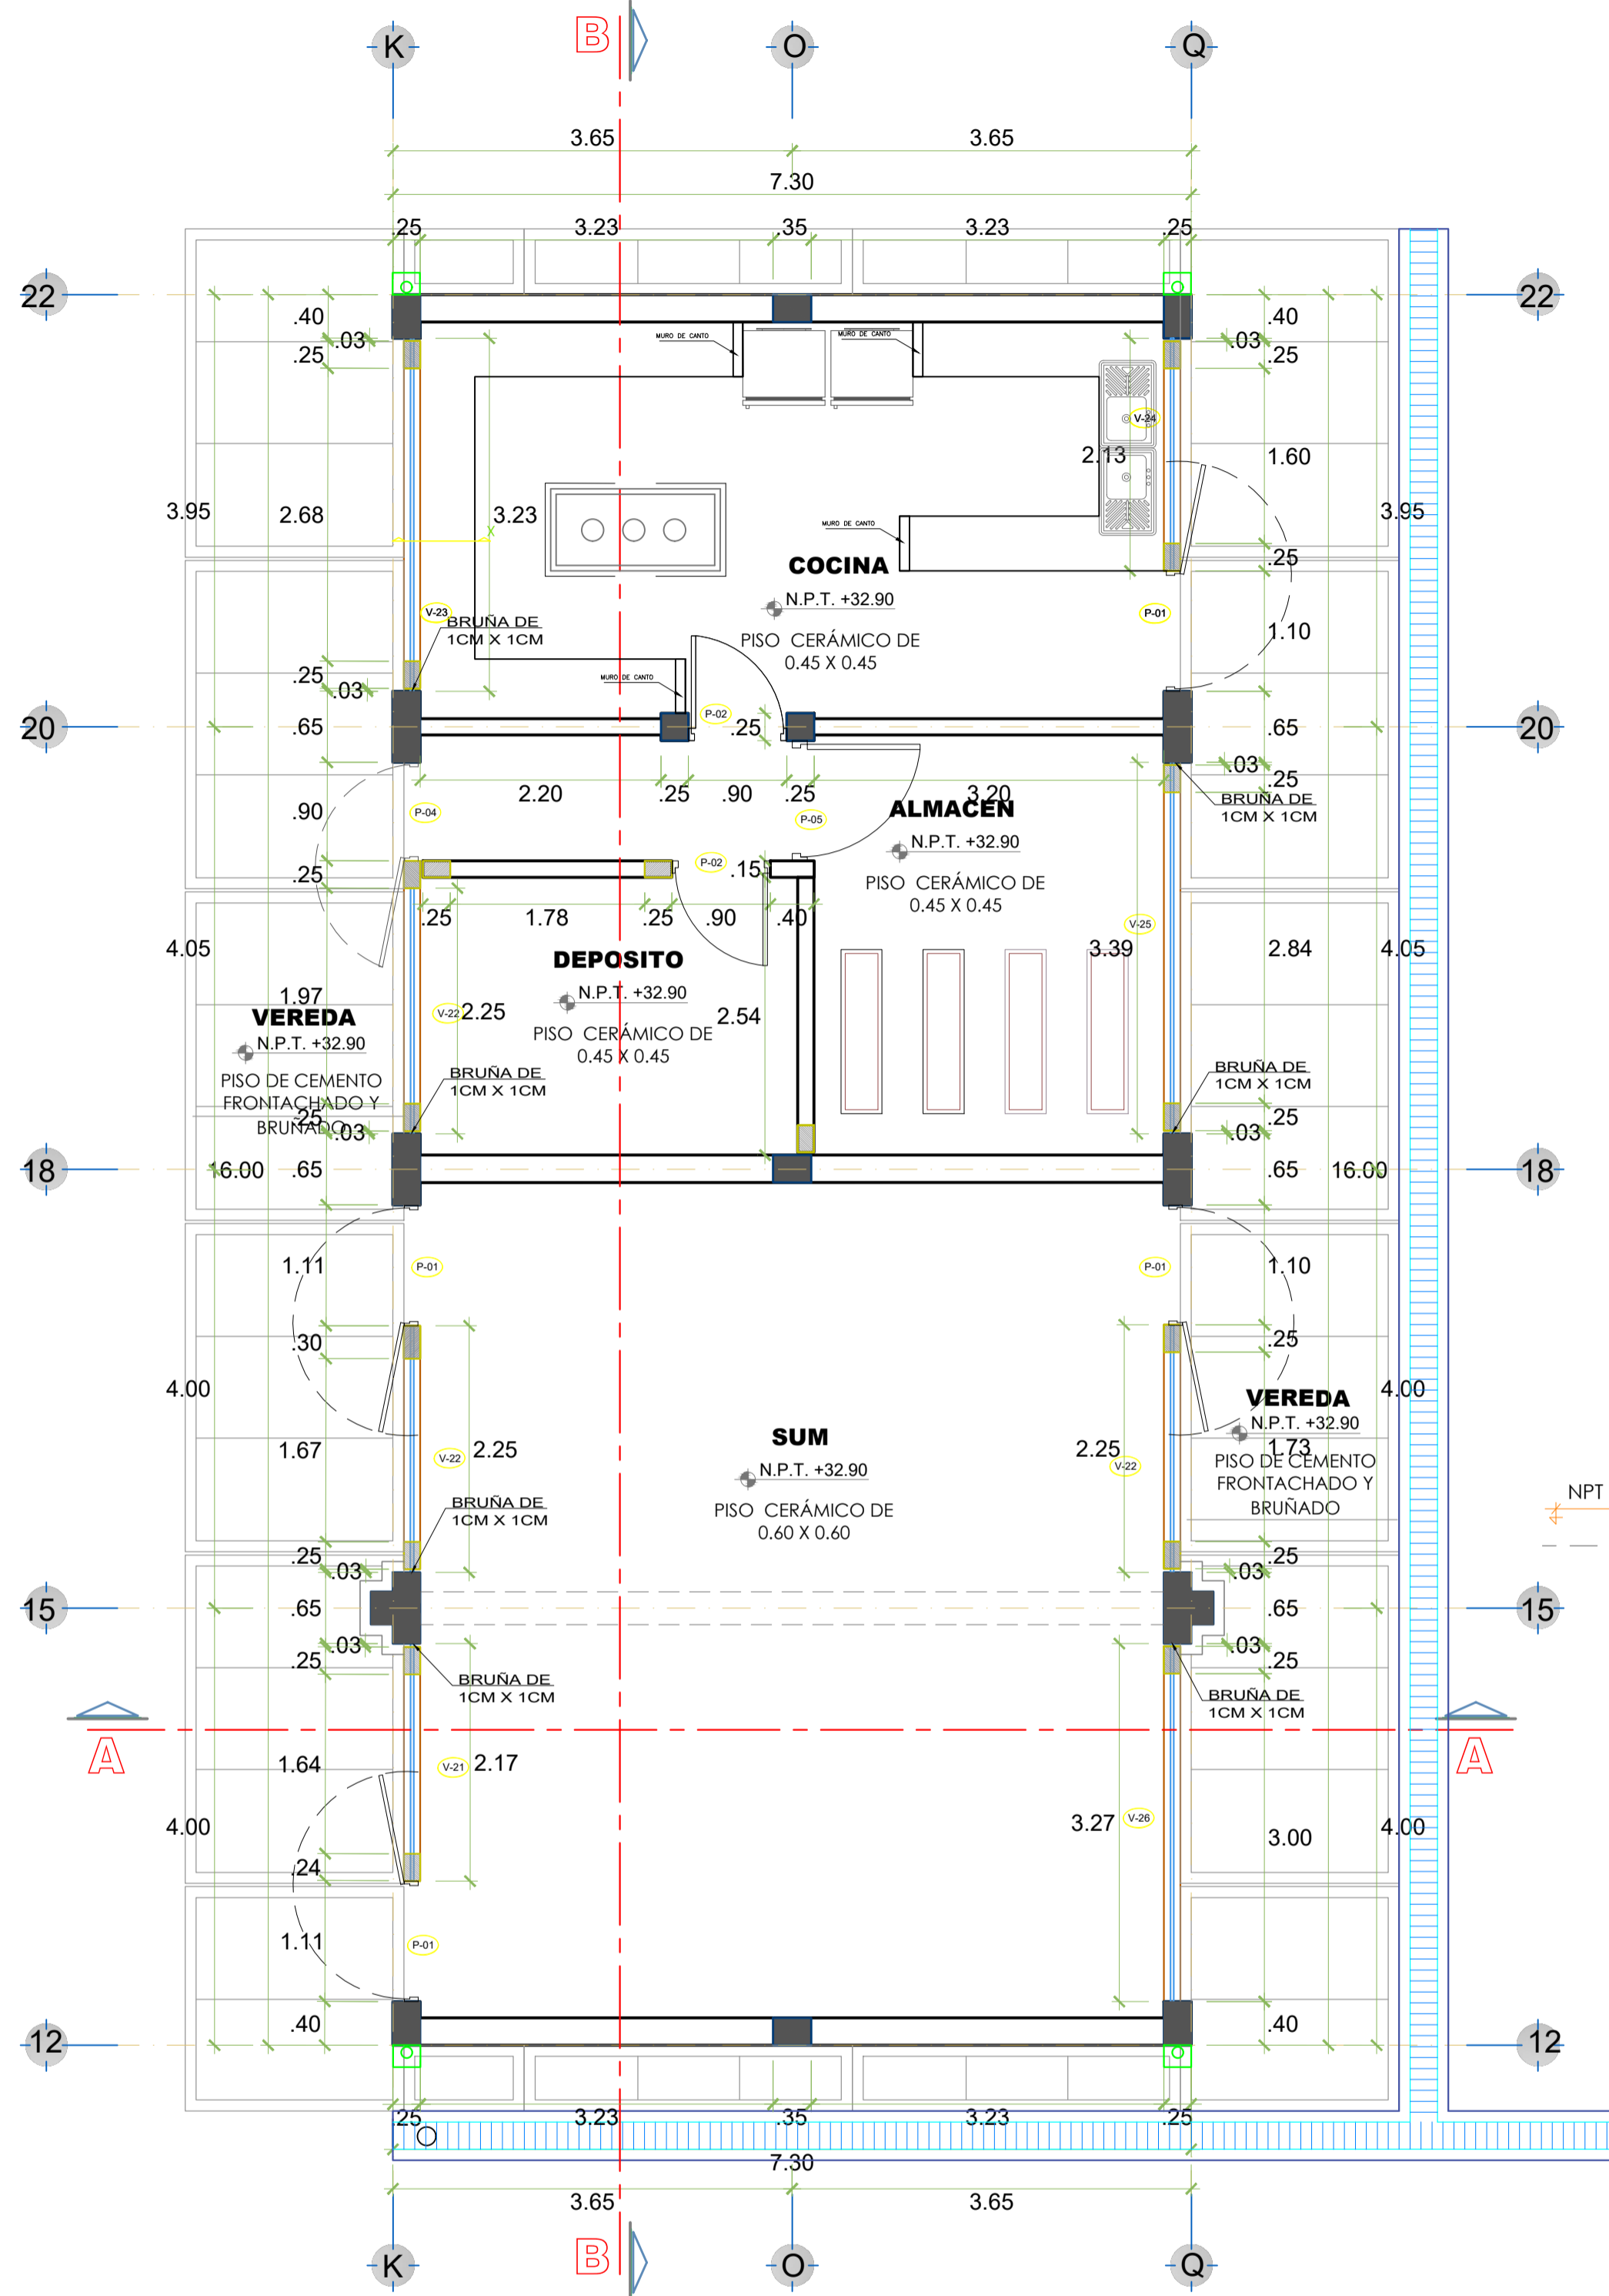 K
B
O
Q
3.65
3.65
7.30
.25
3.23
.35
3.23
.25
22
22
.40
.03
.25
MURO DE CANTO
MURO DE CANTO
.40
.03
.25
V-24
2.13
1.60
3.95
2.68
3.23
X
MURO DE CANTO
3.95
COCINA
.25
N.P.T. +32.90
V-23
P-01
BRUÑA DE
1CM X 1CM
PISO CERÁMICO DE
0.45 X 0.45
1.10
.25
.03
MURO DE CANTO
P-02
20
.65
.25
.65
20
.03
.25
2.20
.25
.90
.25
3.20
BRUÑA DE
1CM X 1CM
.90
P-04
P-05
ALMACEN
N.P.T. +32.90
P-02
.15
.25
PISO CERÁMICO DE
0.45 X 0.45
.25
1.78
.25
.90
.40
V-25
4.05
3.39
2.84
4.05
DEPOSITO
N.P.T. +32.90
1.97
VEREDA
V-22
2.25
2.54
PISO CERÁMICO DE
0.45 X 0.45
N.P.T. +32.90
BRUÑA DE
1CM X 1CM
BRUÑA DE
1CM X 1CM
PISO DE CEMENTO
FRONTACHADO Y
BRUÑADO
.25
.03
.25
.03
18
16.00
.65
.65
16.00
18
1.11
P-01
P-01
1.10
.30
.25
4.00
4.00
VEREDA
N.P.T. +32.90
SUM
1.67
V-22
2.25
2.25
V-22
1.73
N.P.T. +32.90
PISO DE CEMENTO
FRONTACHADO Y
BRUÑADO
NPT
BRUÑA DE
1CM X 1CM
PISO CERÁMICO DE
0.60 X 0.60
.25
.03
.25
.03
15
.65
.65
15
.03
.25
.03
.25
BRUÑA DE
1CM X 1CM
BRUÑA DE
1CM X 1CM
A
A
1.64
V-21
2.17
4.00
3.27
V-26
3.00
4.00
.24
1.11
P-01
.40
.40
12
12
.25
3.23
.35
3.23
.25
7.30
3.65
3.65
K
B
O
Q